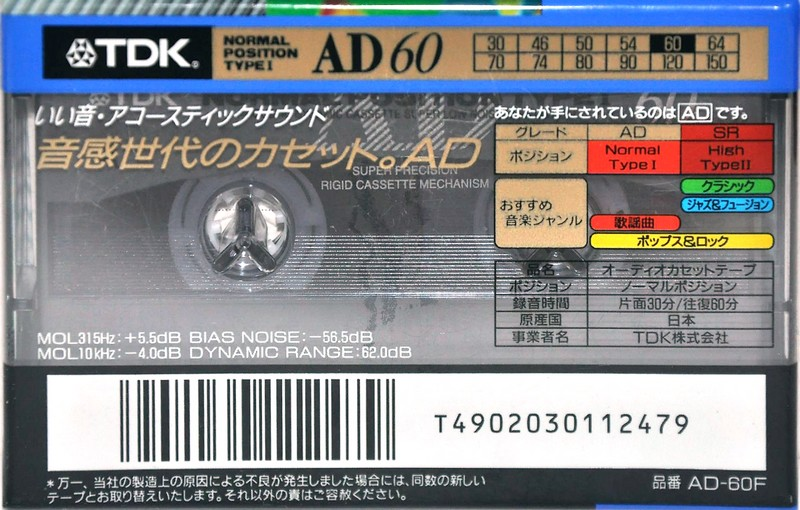 TDK®
NORMAL
POSITION
TYPE I
AD 60
30 46 50 54 60 64
70 74 80 90 120 150
いい音・アコースティックサウンド
音感世代のカセット。AD
SUPER PRECISION
RIGID CASSETTE MECHANISM
MOL315Hz:+5.5dB BIAS NOISE:−56.5dB
MOL10kHz:−4.0dB DYNAMIC RANGE:62.0dB
あなたが手にされているのはADです。
グレード AD SR
ポジション Normal Type I High Type II
おすすめ
音楽ジャンル
クラシック
ジャズ&フュージョン
歌謡曲
ポップス&ロック
品名 オーディオカセットテープ
ポジション ノーマルポジション
録音時間 片面30分/往復60分
原産国 日本
事業者名 TDK株式会社
T4902030112479
*万一、当社の製造上の原因による不良が発生しました場合には、同数の新しい
テープとお取り替えいたします。それ以外の責はご容赦ください。
品番 AD-60F